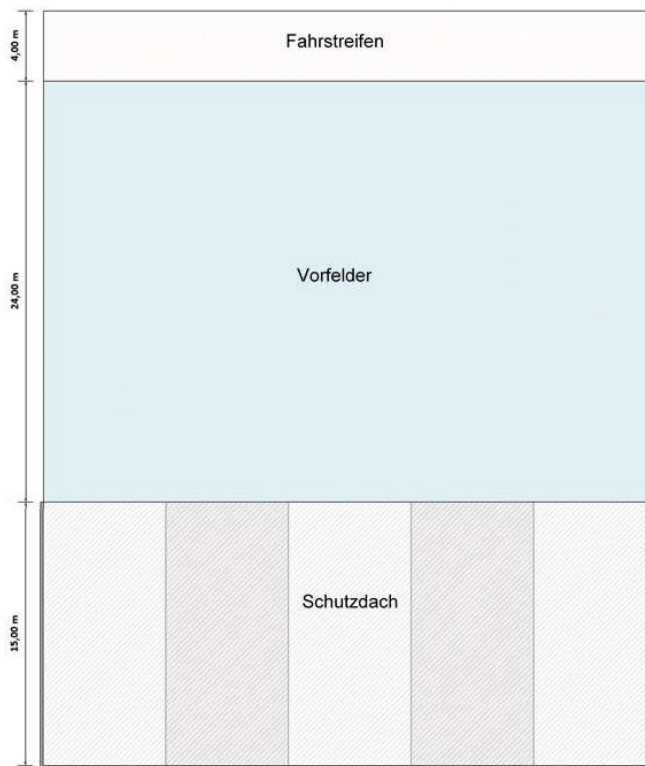 4,00 m
Fahrstreifen
24,00 m
Vorfelder
15,00 m
Schutzdach